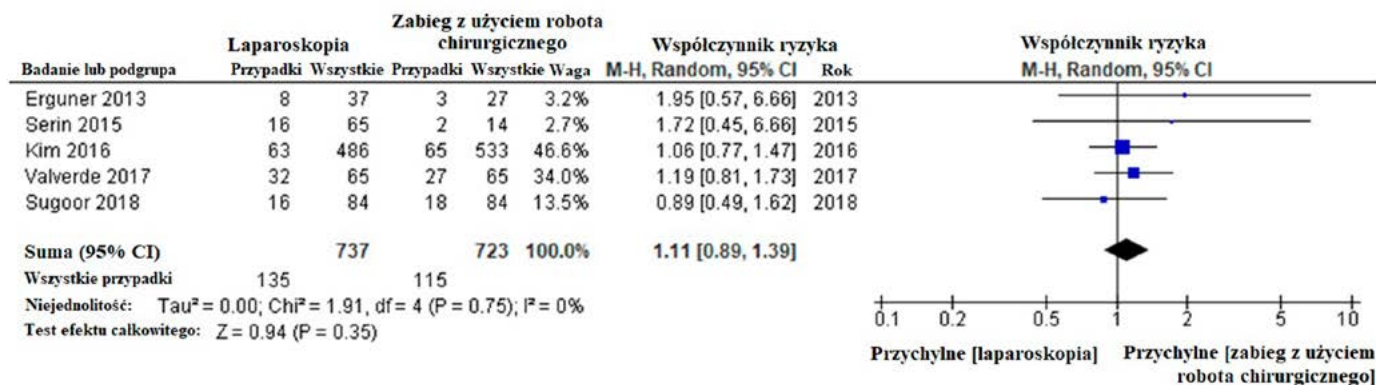 Laparoskopia Zabieg z użyciem robota chirurgicznego Współczynnik ryzyka Współczynnik ryzyka
Badanie lub podgrupa Przypadki Wszystkie Przypadki Wszystkie Waga M-H, Random, 95% CI Rok M-H, Random, 95% CI
Erguner 2013 8 37 3 27 3.2% 1.95 [0.57, 6.66] 2013
Serin 2015 16 65 2 14 2.7% 1.72 [0.45, 6.66] 2015
Kim 2016 63 486 65 533 46.6% 1.06 [0.77, 1.47] 2016
Valverde 2017 32 65 27 65 34.0% 1.19 [0.81, 1.73] 2017
Sugoor 2018 16 84 18 84 13.5% 0.89 [0.49, 1.62] 2018
Suma (95% CI) 737 723 100.0% 1.11 [0.89, 1.39]
Wszystkie przypadki 135 115
Niejednolitość: Tau² = 0.00; Chi² = 1.91, df = 4 (P = 0.75); I² = 0%
Test efektu całkowitego: Z = 0.94 (P = 0.35)
0.1 0.2 0.5 1 2 5 10
Przychylne [laparoskopia] Przychylne [zabieg z użyciem
robota chirurgicznego]